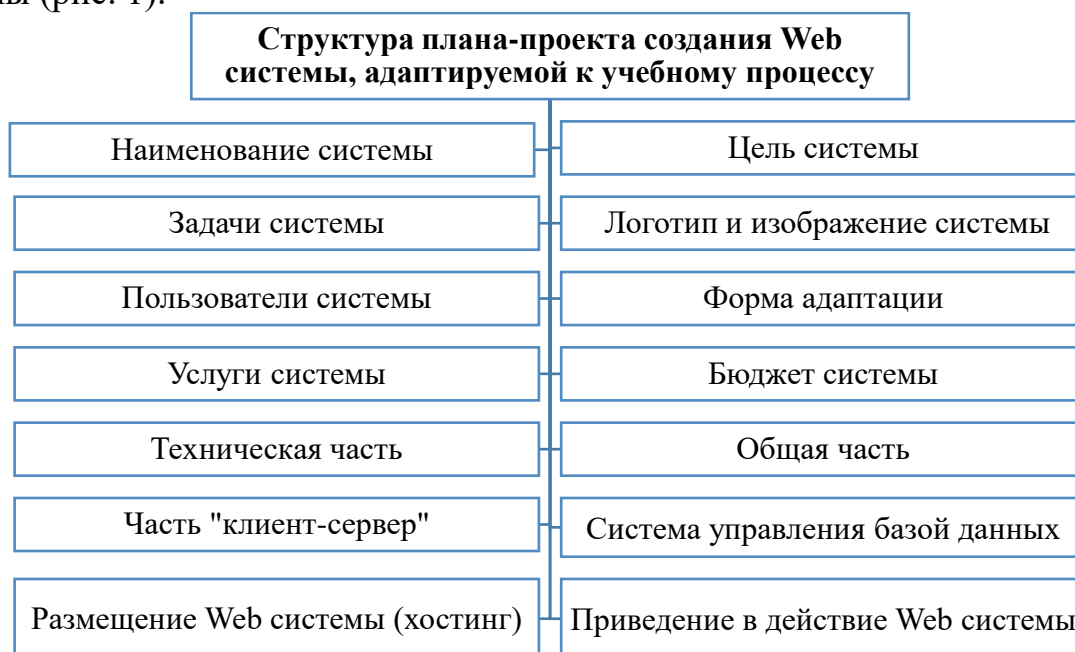 (рис. 1).
Структура плана-проекта создания Web
системы, адаптируемой к учебному процессу
Наименование системы
Цель системы
Задачи системы
Логотип и изображение системы
Пользователи системы
Форма адаптации
Услуги системы
Бюджет системы
Техническая часть
Общая часть
Часть "клиент-сервер"
Система управления базой данных
Размещение Web системы (хостинг)
Приведение в действие Web системы